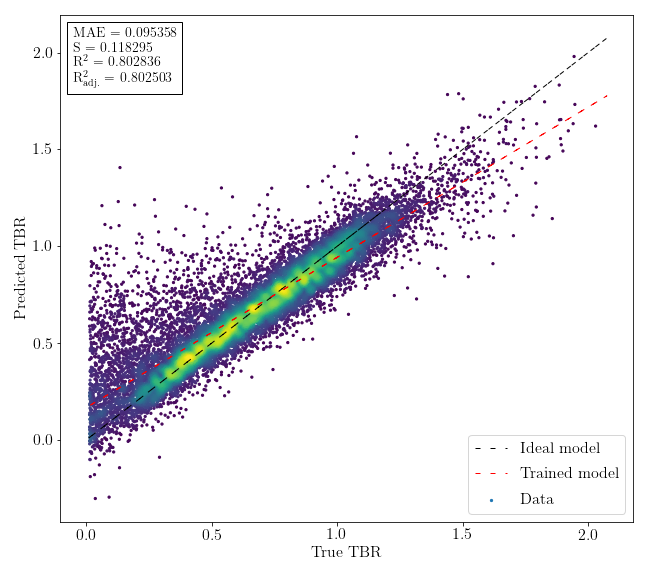 MAE = 0.095358
S = 0.118295
R² = 0.802836
R²adj. = 0.802503
2.0
1.5
1.0
0.5
0.0
Predicted TBR
0.0 0.5 1.0 1.5 2.0
True TBR
Ideal model
Trained model
Data